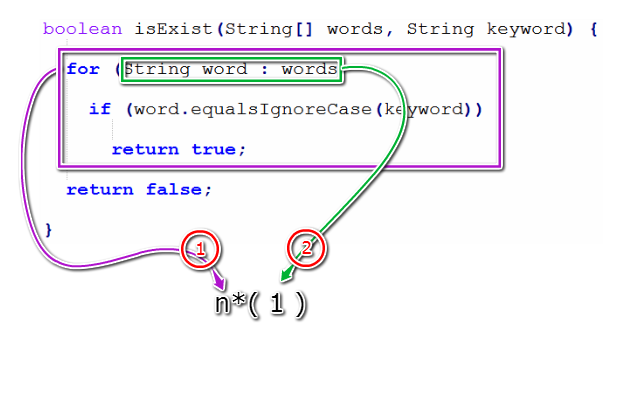 boolean isExist(String[] words, String keyword) {
for (String word : words
if (word.equalsIgnoreCase(keyword))
return true;
return false;
}
1
2
n*( 1 )